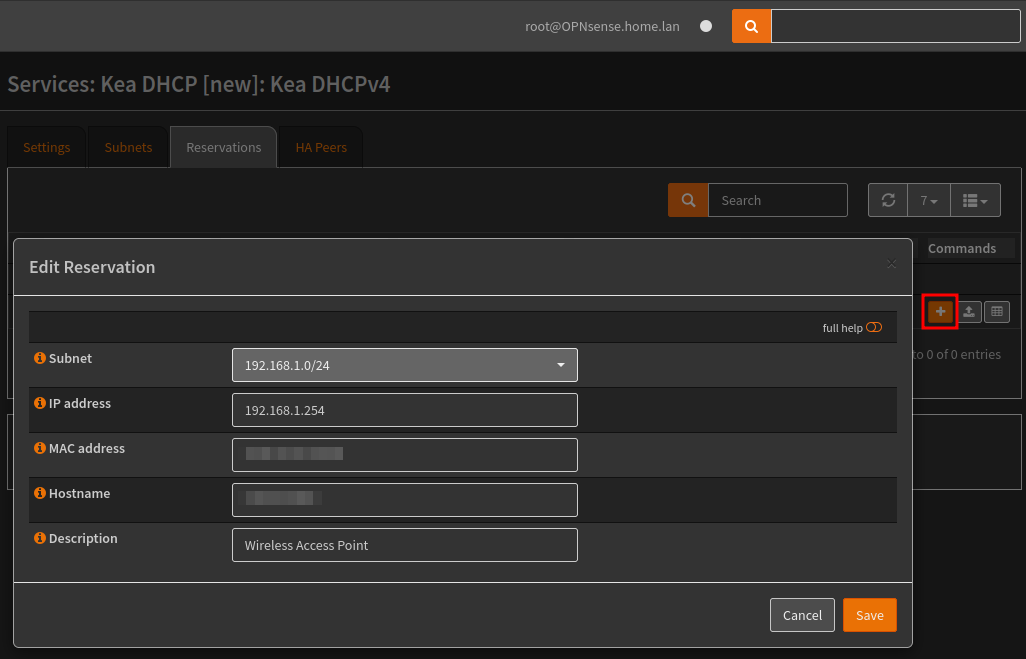 root@OPNsense.home.lan
Services: Kea DHCP [new]: Kea DHCPv4
Settings Subnets Reservations HA Peers
Search 7
Commands
Edit Reservation ×
full help
Subnet 192.168.1.0/24
IP address 192.168.1.254
to 0 of 0 entries
MAC address
Hostname
Description Wireless Access Point
Cancel Save